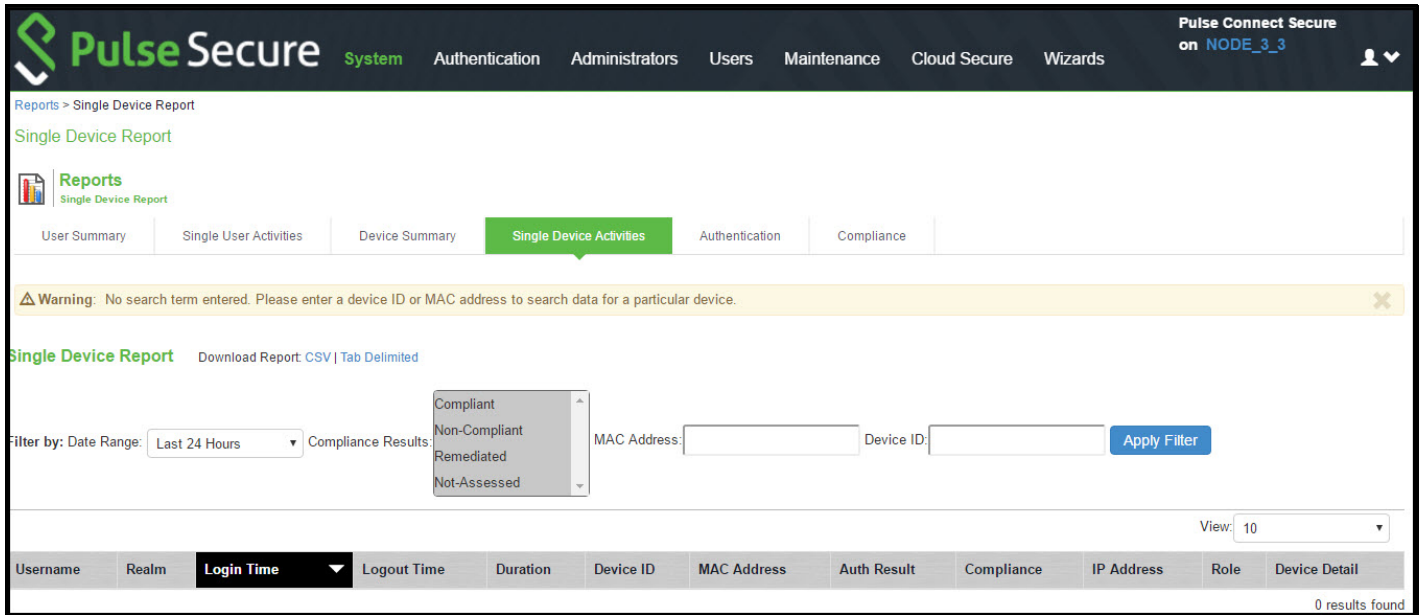 Pulse Secure System Authentication Administrators Users Maintenance Cloud Secure Wizards
Pulse Connect Secure
on NODE_3_3
Reports > Single Device Report
Single Device Report
Reports
Single Device Report
User Summary Single User Activities Device Summary Single Device Activities Authentication Compliance
Warning: No search term entered. Please enter a device ID or MAC address to search data for a particular device.
Single Device Report Download Report: CSV | Tab Delimited
Filter by: Date Range: Last 24 Hours Compliance Results:
Compliant
Non-Compliant
Remediated
Not-Assessed
MAC Address: Device ID: Apply Filter
View: 10
Username Realm Login Time Logout Time Duration Device ID MAC Address Auth Result Compliance IP Address Role Device Detail
0 results found